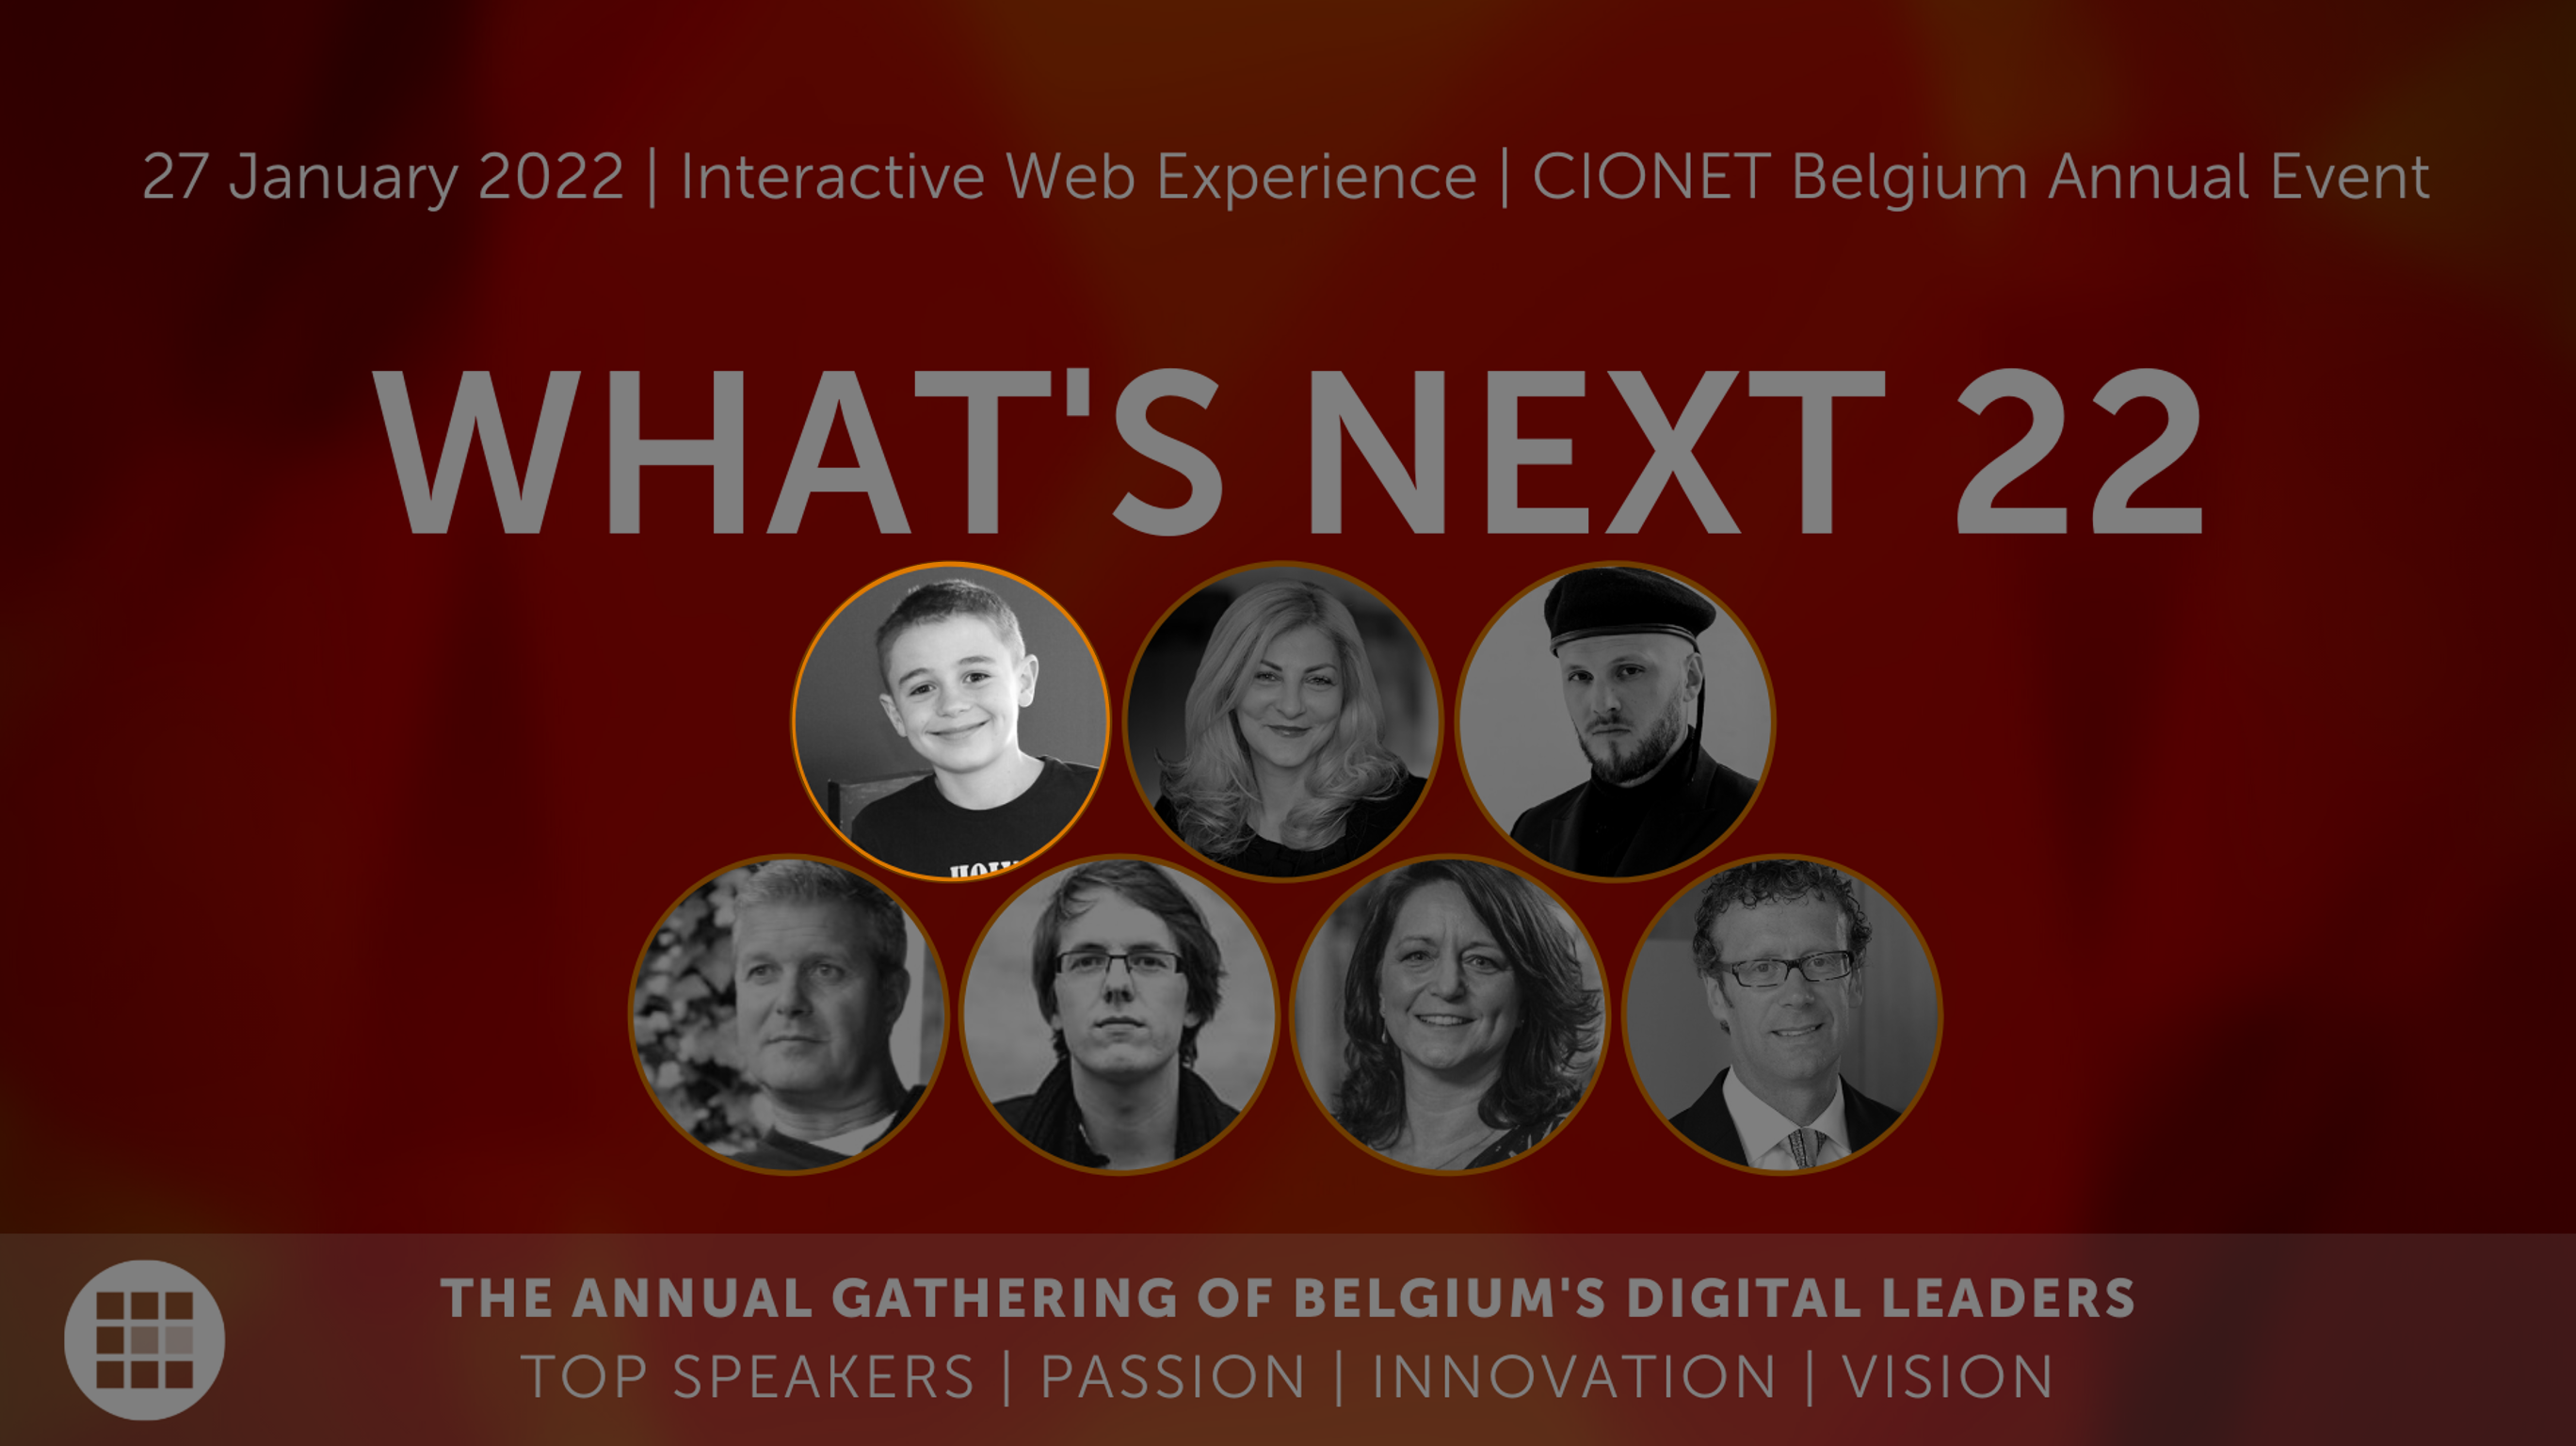 27 January 2022 | Interactive Web Experience | CIONET Belgium Annual Event
WHAT'S NEXT 22
THE ANNUAL GATHERING OF BELGIUM'S DIGITAL LEADERS
TOP SPEAKERS | PASSION | INNOVATION | VISION